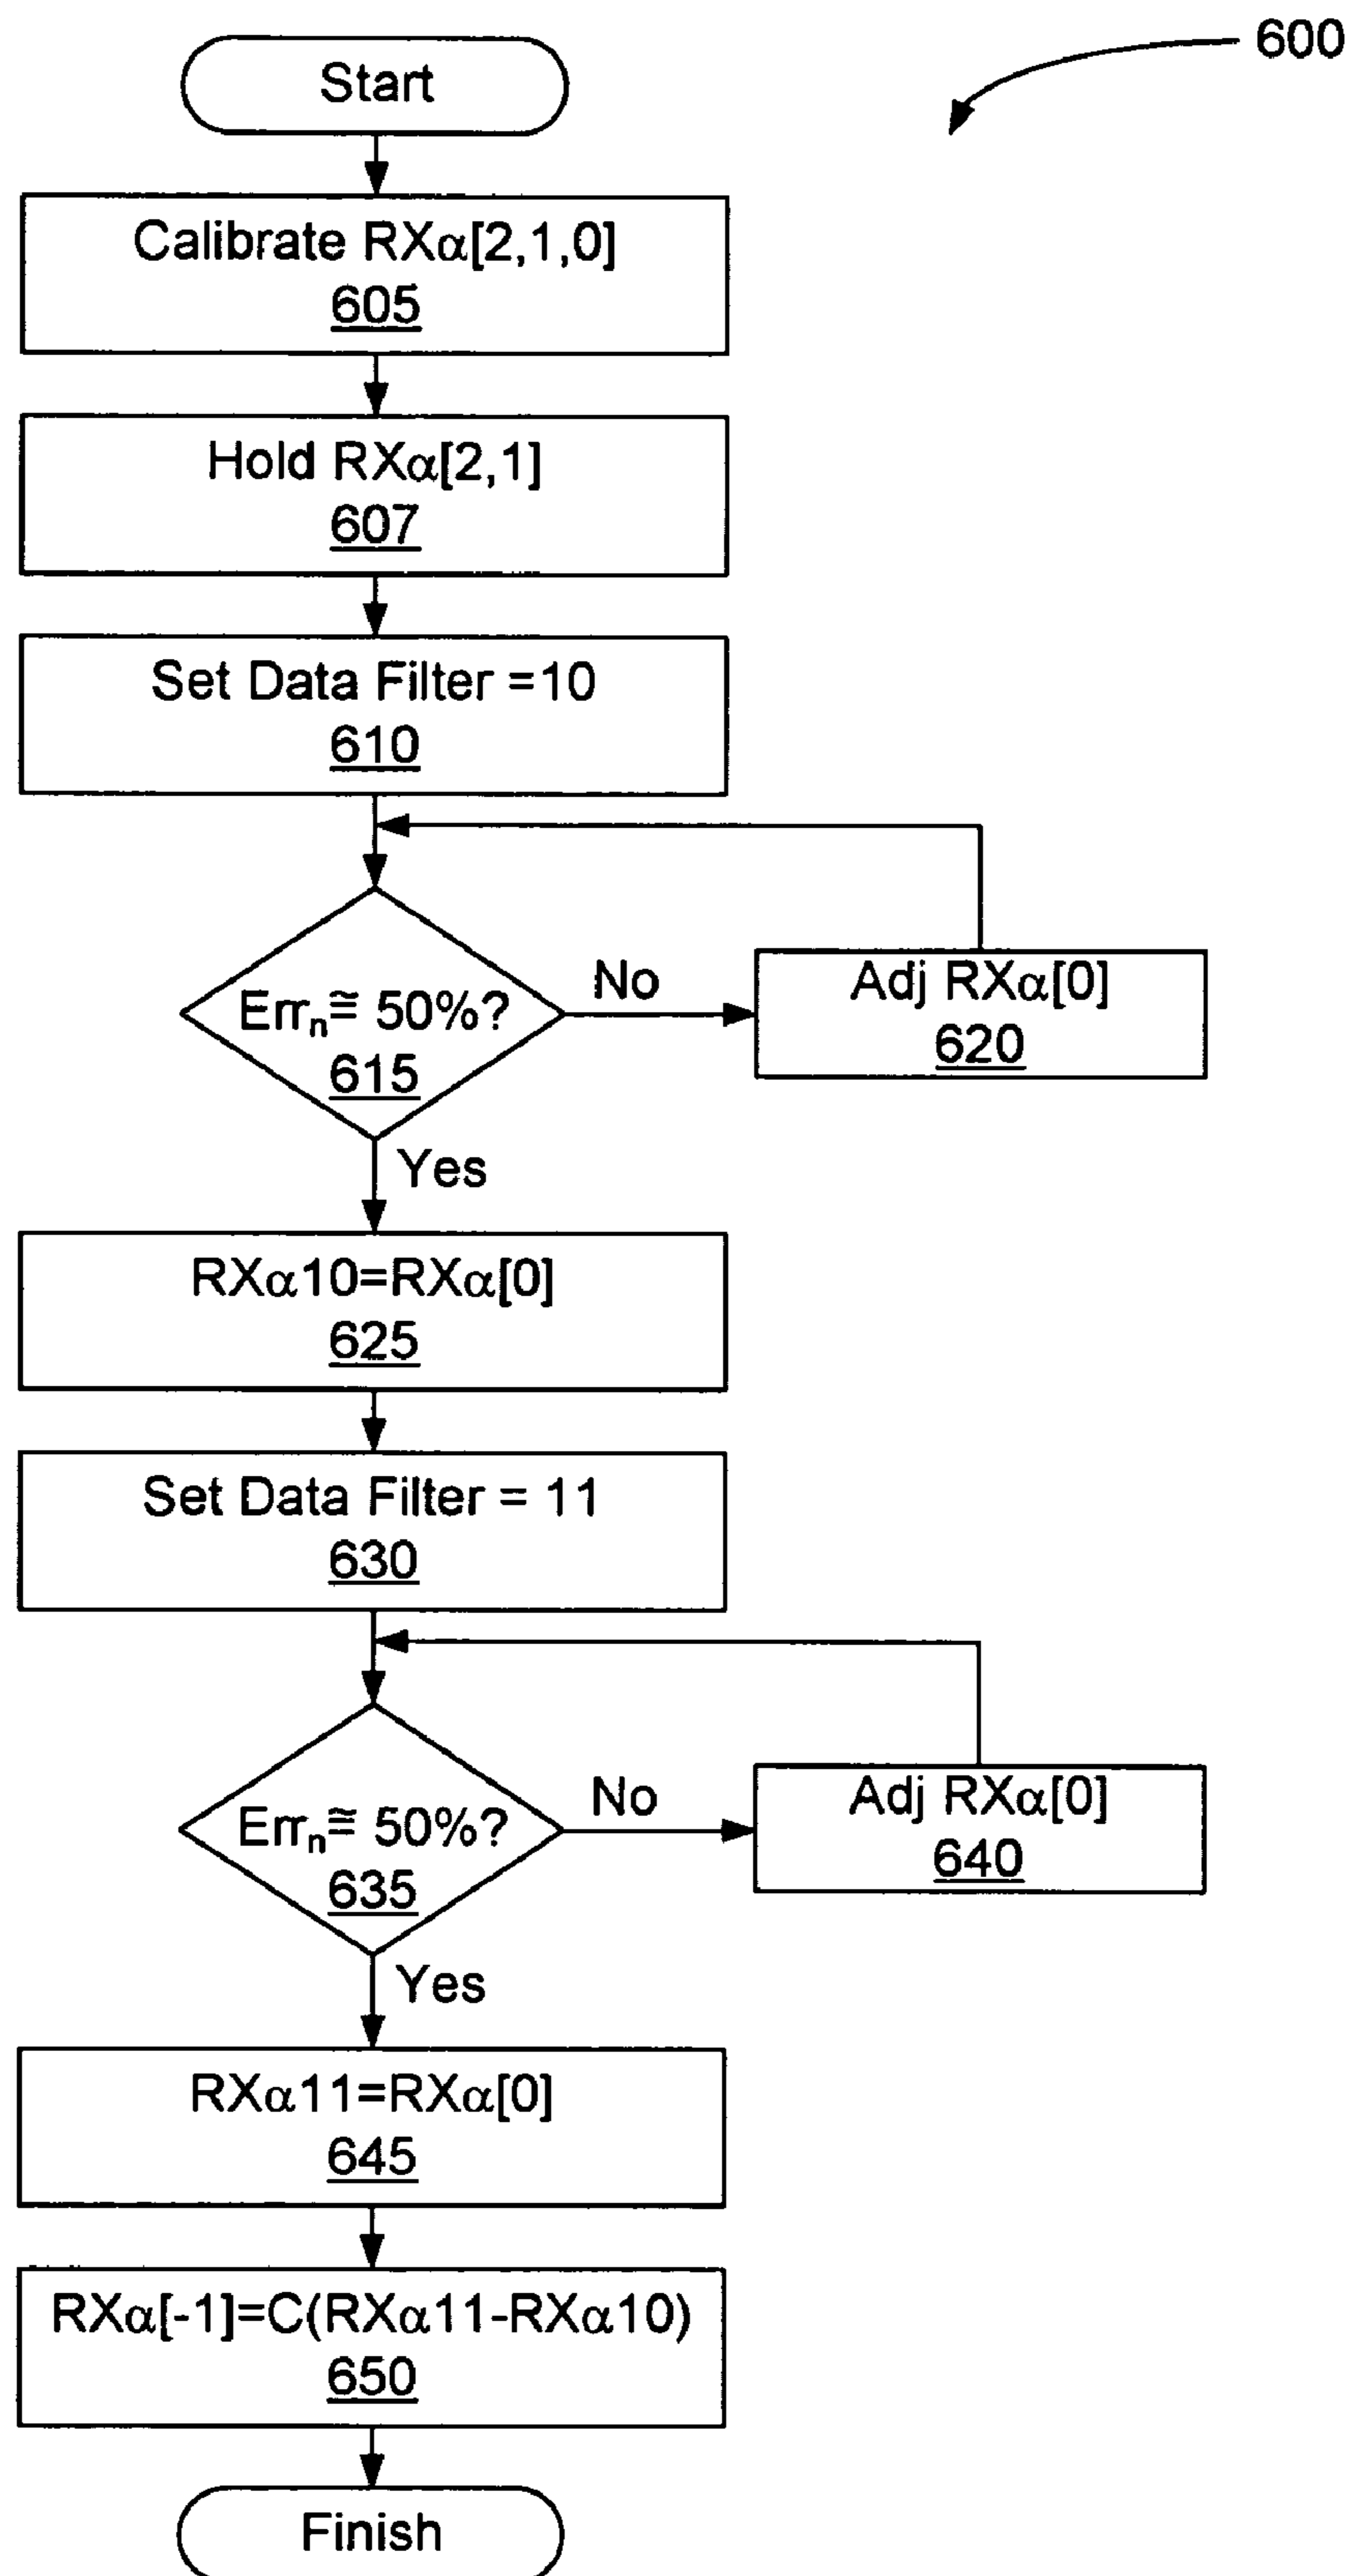 600
Start
Calibrate RXα[2,1,0]
605
Hold RXα[2,1]
607
Set Data Filter =10
610
Errn≅ 50%?
615
No
Adj RXα[0]
620
Yes
RXα10=RXα[0]
625
Set Data Filter = 11
630
Errn≅ 50%?
635
No
Adj RXα[0]
640
Yes
RXα11=RXα[0]
645
RXα[-1]=C(RXα11-RXα10)
650
Finish